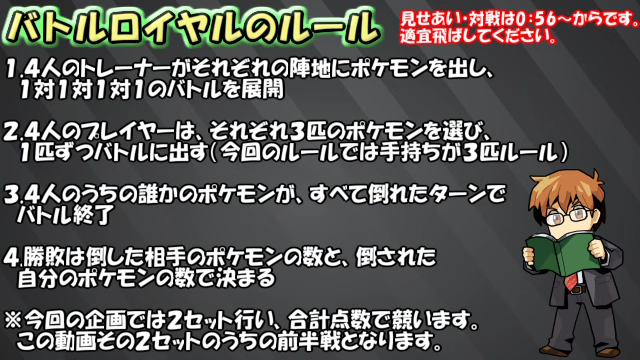 バトルロイヤルのルール
見せあい・対戦は0:56～からです。
適宜飛ばしてください。
1.4人のトレーナーがそれぞれの陣地にポケモンを出し、
1対1対1対1のバトルを展開
2.4人のプレイヤーは、それぞれ3匹のポケモンを選び、
1匹ずつバトルに出す(今回のルールでは手持ちが3匹ルール)
3.4人のうちの誰かのポケモンが、すべて倒れたターンで
バトル終了
4.勝敗は倒した相手のポケモンの数と、倒された
自分のポケモンの数で決まる
※今回の企画では2セット行い、合計点数で競います。
この動画その2セットのうちの前半戦となります。